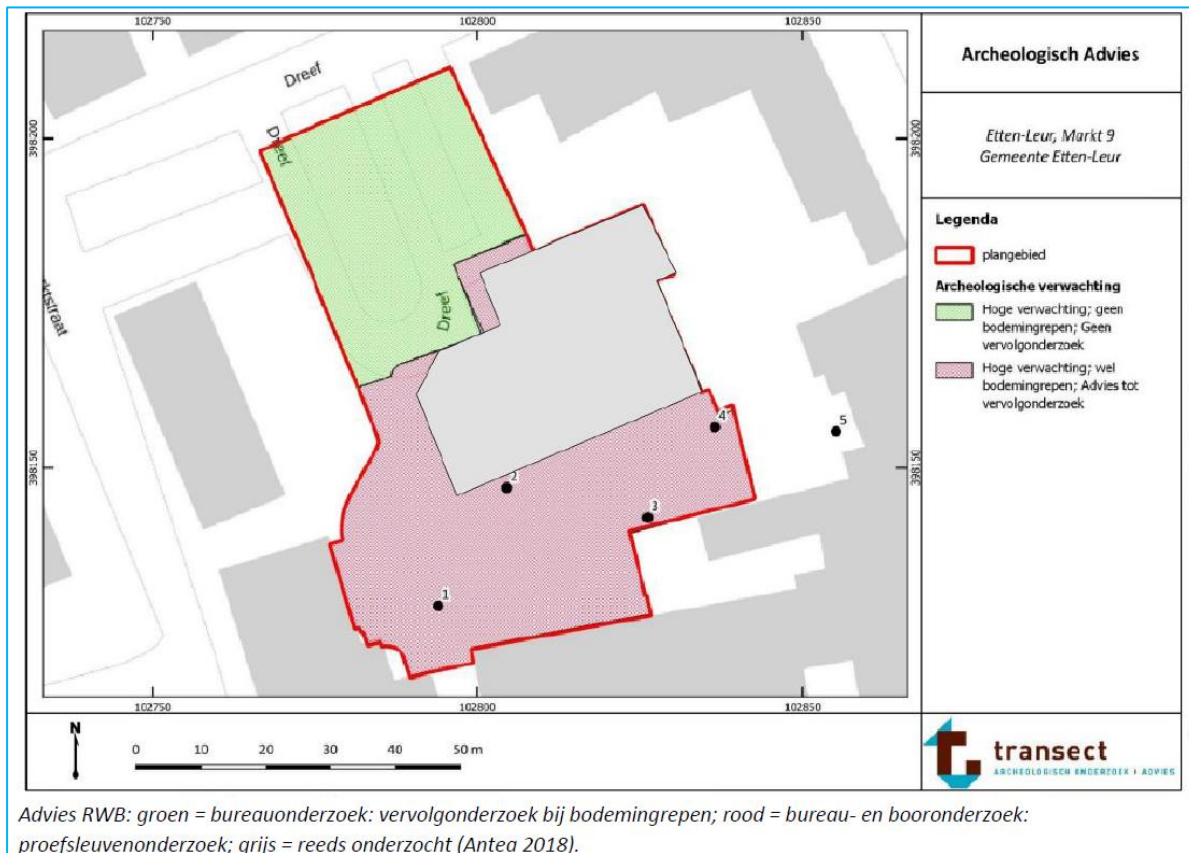 102750
102800
102850
Archeologisch Advies
Etten-Leur, Markt 9
Gemeente Etten-Leur
Legenda
plangebied
Archeologische verwachting
Hoge verwachting; geen
bodemingrepen; Geen
vervolgonderzoek
Hoge verwachting; wel
bodemingrepen; Advies tot
vervolgonderzoek
Dreef
Dreef
Dreef
ktstraat
398200
398200
398150
398150
1
2
3
4
5
102750
102800
102850
N
0 10 20 30 40 50 m
transect
ARCHEOLOGISCH ONDERZOEK & ADVIES
Advies RWB: groen = bureauonderzoek: vervolgonderzoek bij bodemingrepen; rood = bureau- en booronderzoek:
proefsleuvenonderzoek; grijs = reeds onderzocht (Antea 2018).